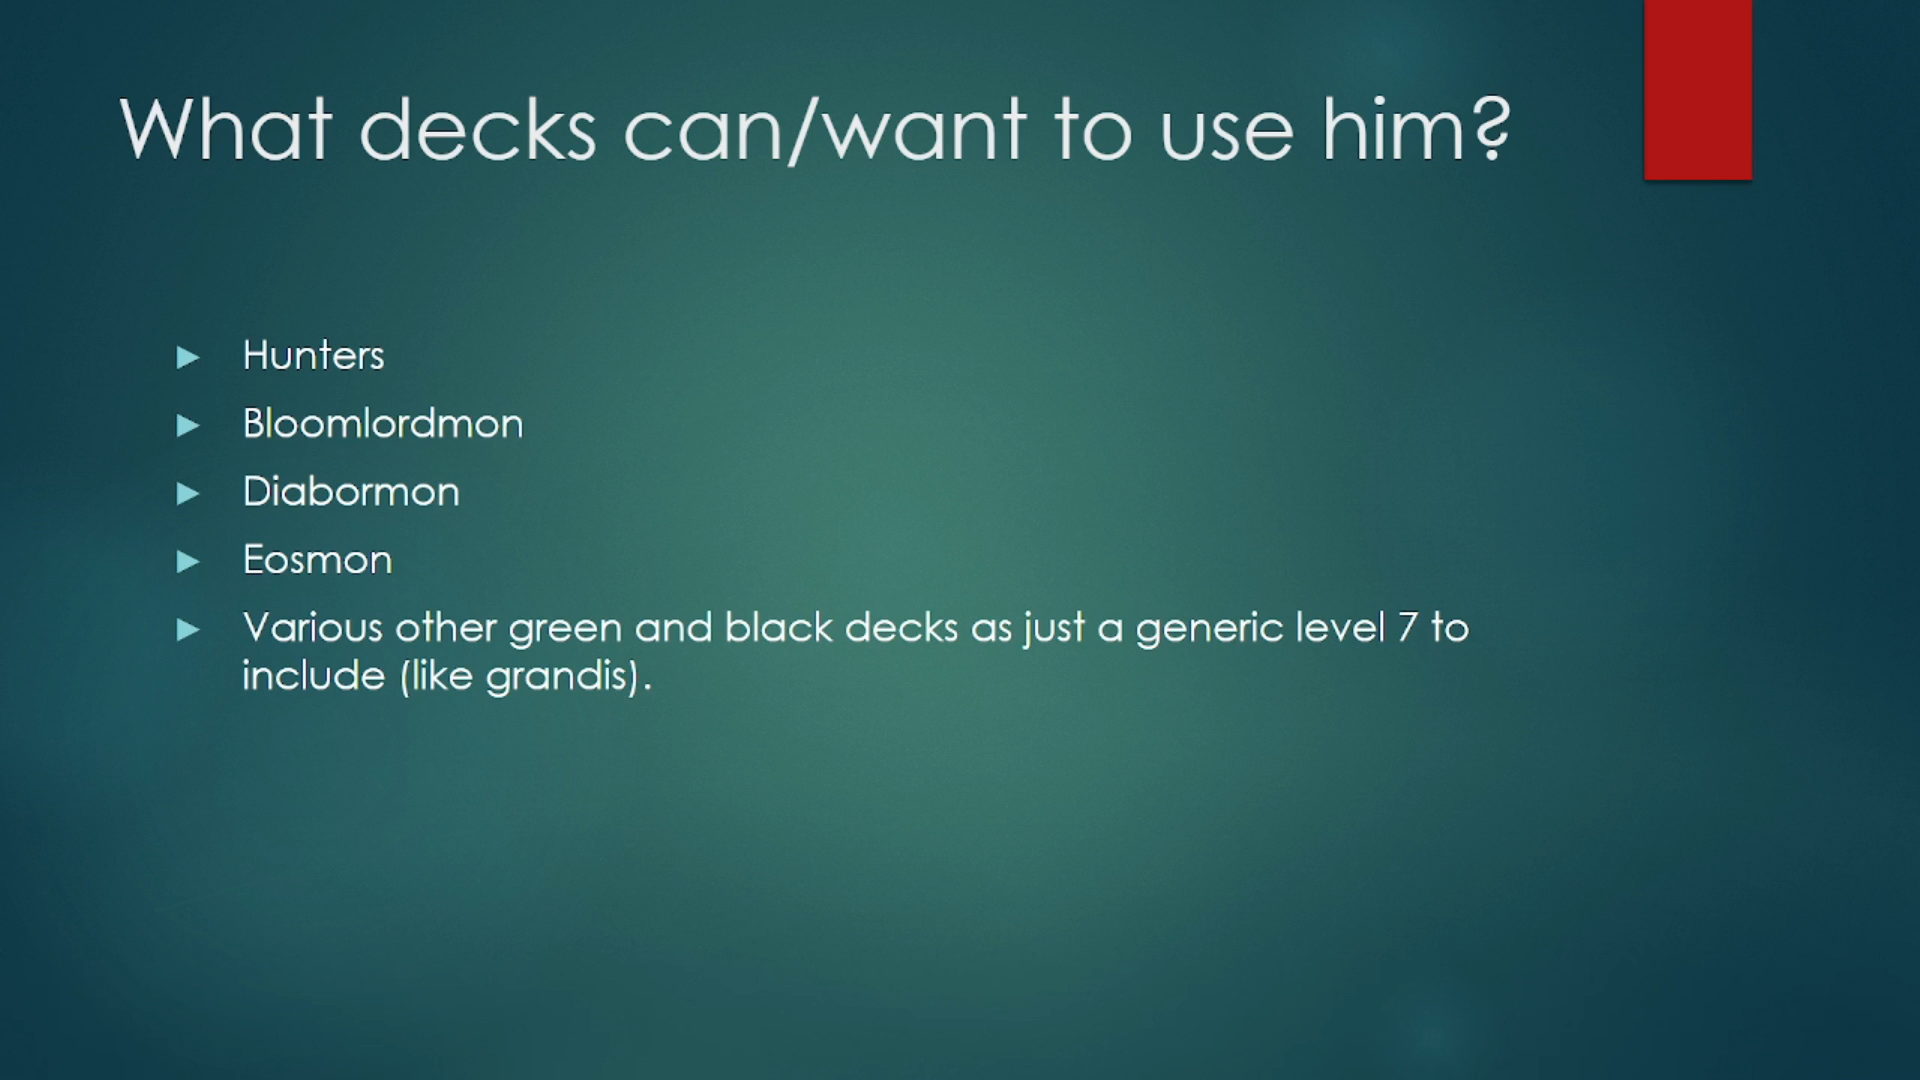 What decks can/want to use him?
Hunters
Bloomlordmon
Diabormon
Eosmon
Various other green and black decks as just a generic level 7 to
include (like grandis).